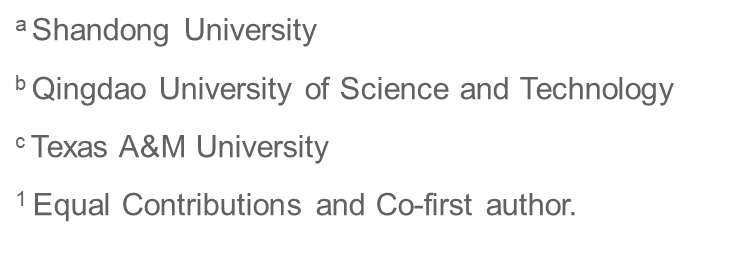 ᵃ Shandong University
ᵇ Qingdao University of Science and Technology
ᶜ Texas A&M University
¹ Equal Contributions and Co-first author.